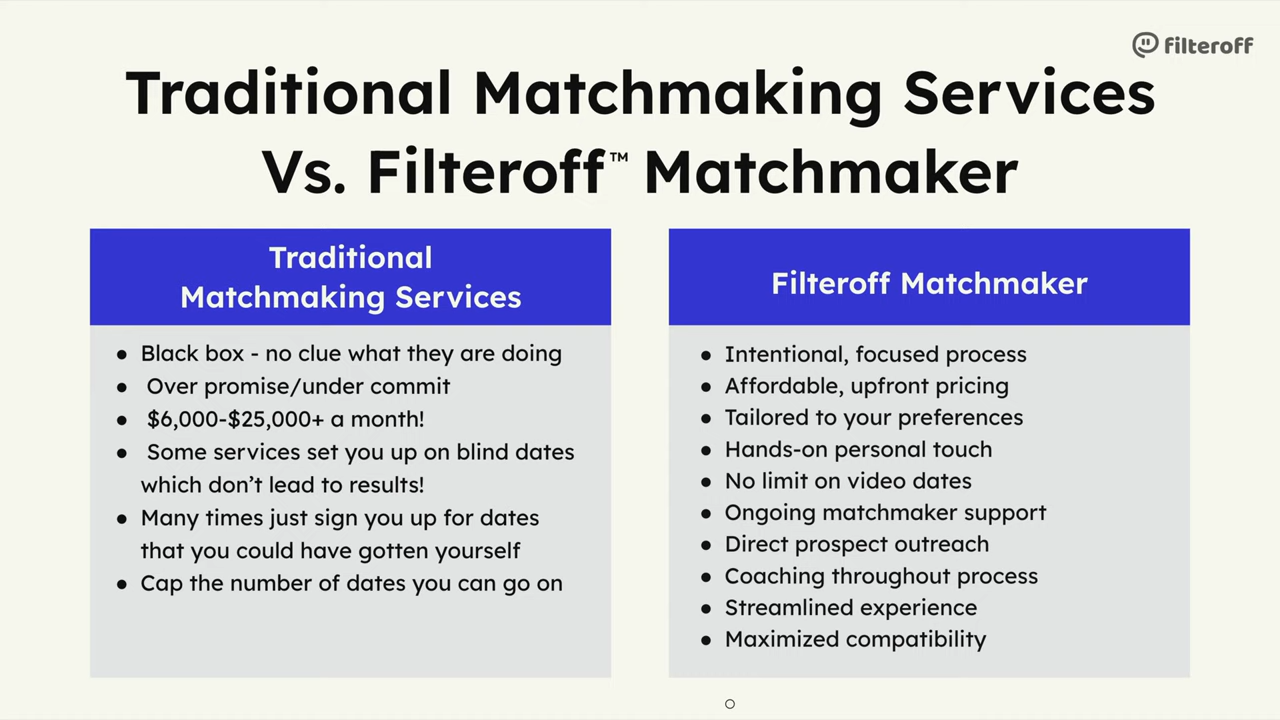 filteroff
Traditional Matchmaking Services
Vs. Filteroff™ Matchmaker
Traditional
Matchmaking Services
● Black box - no clue what they are doing
● Over promise/under commit
● $6,000-$25,000+ a month!
● Some services set you up on blind dates
which don’t lead to results!
● Many times just sign you up for dates
that you could have gotten yourself
● Cap the number of dates you can go on
Filteroff Matchmaker
● Intentional, focused process
● Affordable, upfront pricing
● Tailored to your preferences
● Hands-on personal touch
● No limit on video dates
● Ongoing matchmaker support
● Direct prospect outreach
● Coaching throughout process
● Streamlined experience
● Maximized compatibility